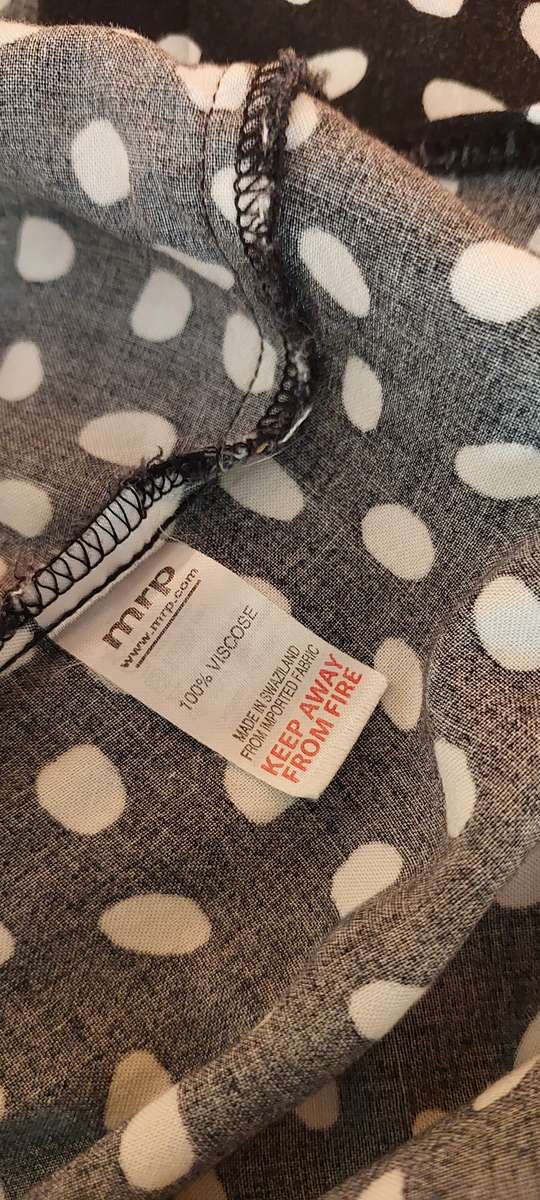 mrp
www.mrp.com
100% VISCOSE
MADE IN SWAZILAND
FROM IMPORTED FABRIC
KEEP AWAY
FROM FIRE